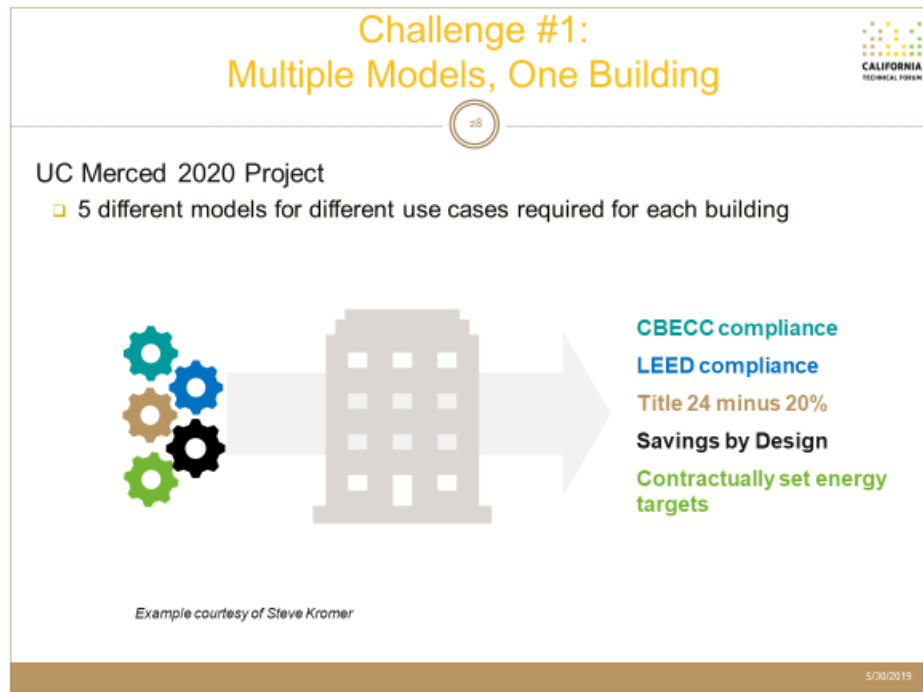 Challenge #1:
Multiple Models, One Building
CALIFORNIA
TECHNICAL FORUM
28
UC Merced 2020 Project
5 different models for different use cases required for each building
CBECC compliance
LEED compliance
Title 24 minus 20%
Savings by Design
Contractually set energy
targets
Example courtesy of Steve Kromer
5/30/2019